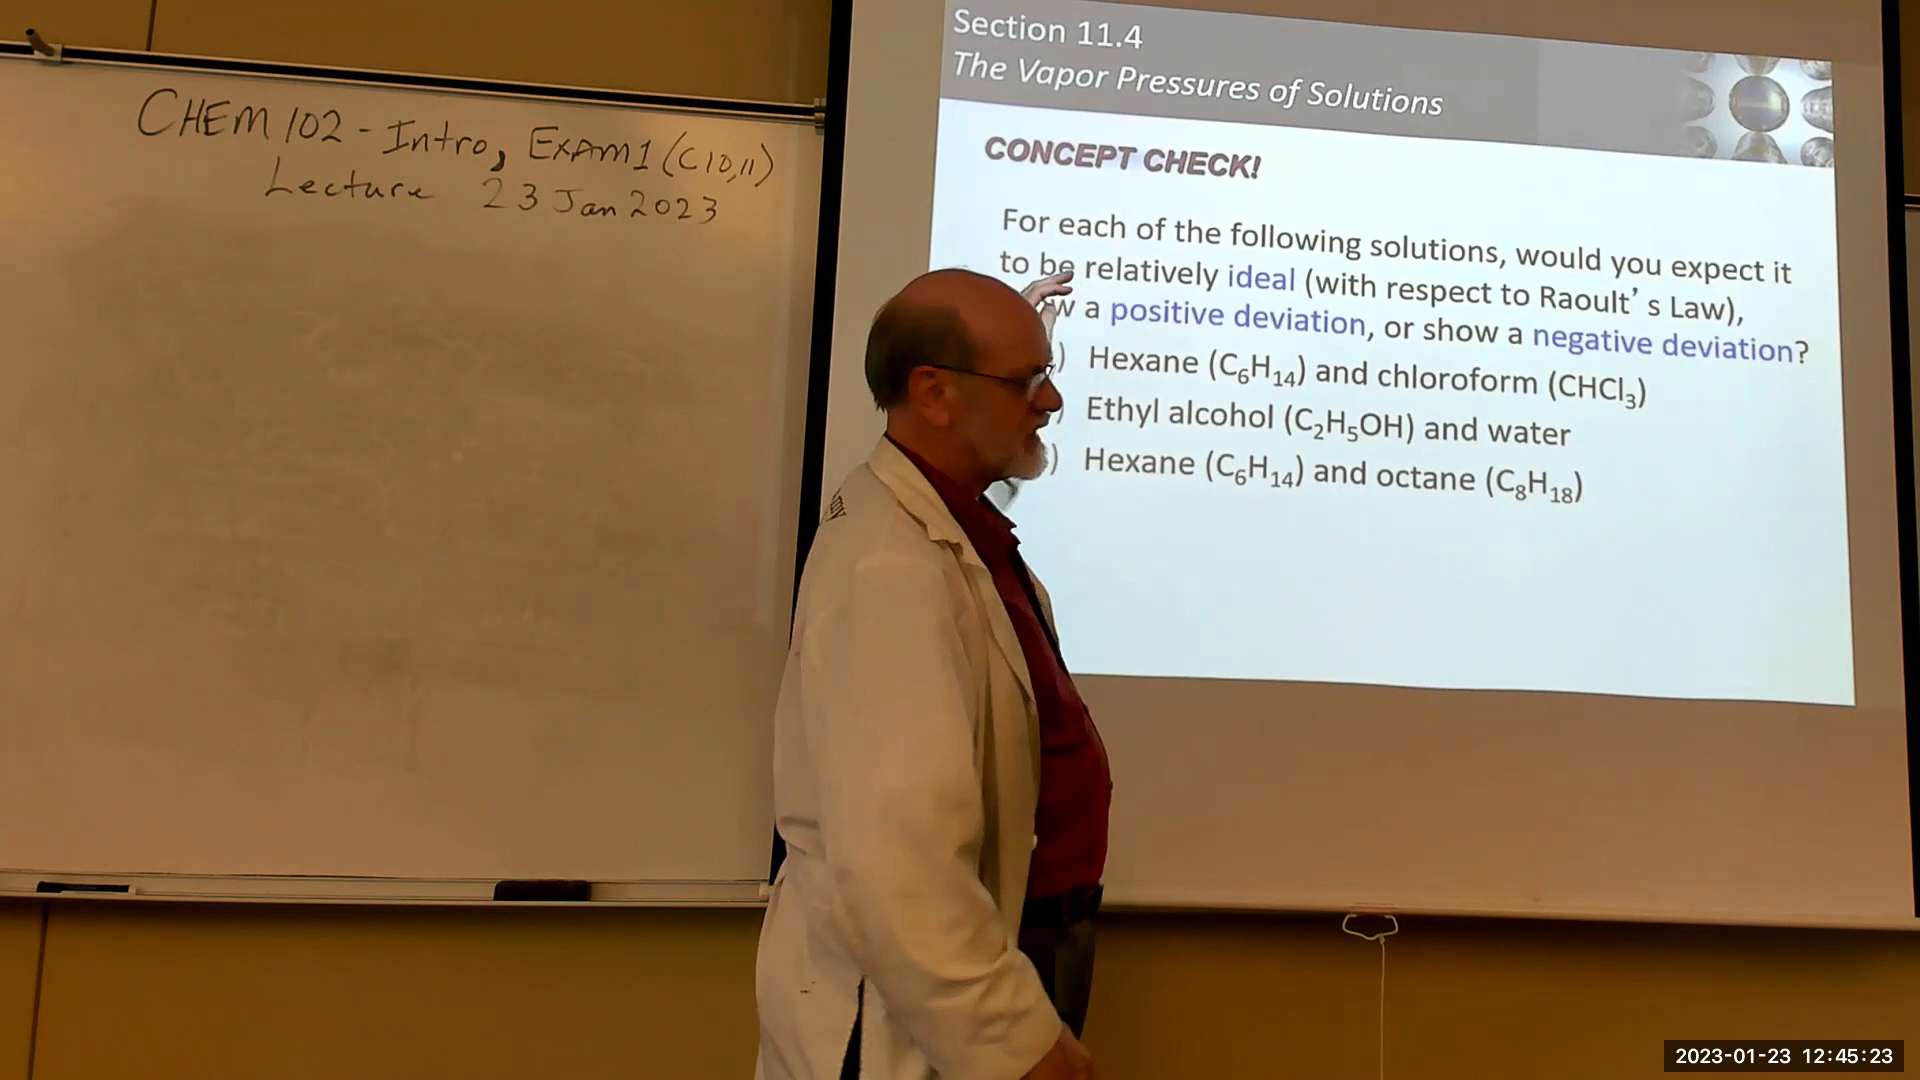 CHEM 102 - Intro, EXAM 1 (C10,11)
Lecture 23 Jan 2023
Section 11.4
The Vapor Pressures of Solutions
CONCEPT CHECK!
For each of the following solutions, would you expect it
to be relatively ideal (with respect to Raoult's Law),
w a positive deviation, or show a negative deviation?
) Hexane (C₆H₁₄) and chloroform (CHCl₃)
) Ethyl alcohol (C₂H₅OH) and water
) Hexane (C₆H₁₄) and octane (C₈H₁₈)
2023-01-23 12:45:23